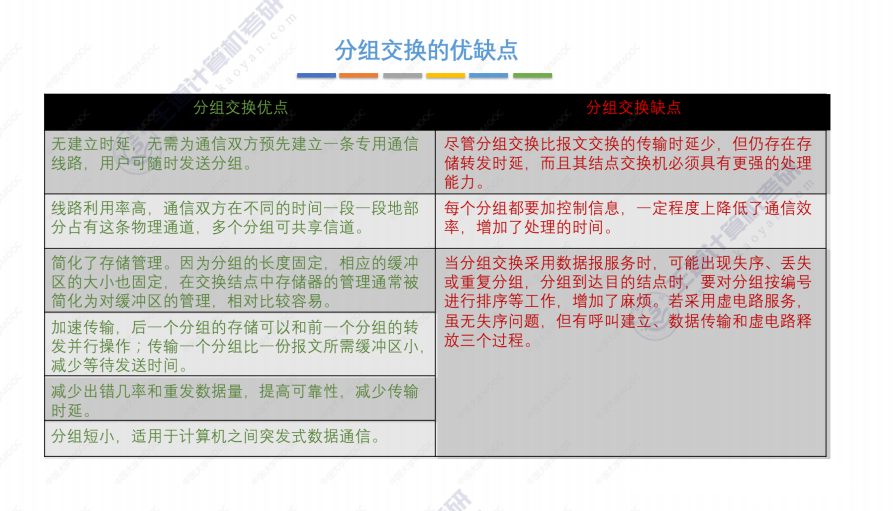 分组交换的优缺点
分组交换优点
分组交换缺点
无建立时延，无需为通信双方预先建立一条专用通信
线路，用户可随时发送分组。
尽管分组交换比报文交换的传输时延少，但仍存在存
储转发时延，而且其结点交换机必须具有更强的处理
能力。
线路利用率高，通信双方在不同的时间一段一段地部
分占有这条物理通道，多个分组可共享信道。
每个分组都要加控制信息，一定程度上降低了通信效
率，增加了处理的时间。
简化了存储管理。因为分组的长度固定，相应的缓冲
区的大小也固定，在交换结点中存储器的管理通常被
简化为对缓冲区的管理，相对比较容易。
加速传输，后一个分组的存储可以和前一个分组的转
发并行操作；传输一个分组比一份报文所需缓冲区小，
减少等待发送时间。
减少出错几率和重发数据量，提高可靠性，减少传输
时延。
分组短小，适用于计算机之间突发式数据通信。
当分组交换采用数据报服务时，可能出现失序、丢失
或重复分组，分组到达目的结点时，要对分组按编号
进行排序等工作，增加了麻烦。若采用虚电路服务，
虽无失序问题，但有呼叫建立、数据传输和虚电路释
放三个过程。